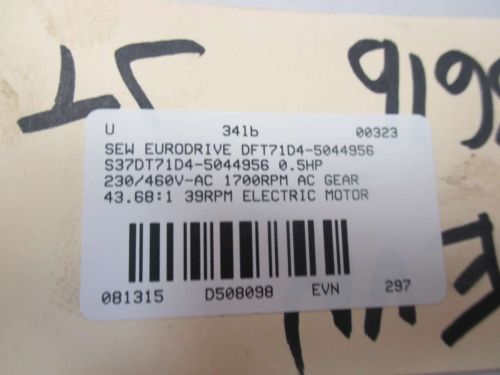 U 34lb 00323
SEW EURODRIVE DFT71D4-5044956
S37DT71D4-5044956 0.5HP
230/460V-AC 1700RPM AC GEAR
43.68:1 39RPM ELECTRIC MOTOR
081315 D508098 EVN 297